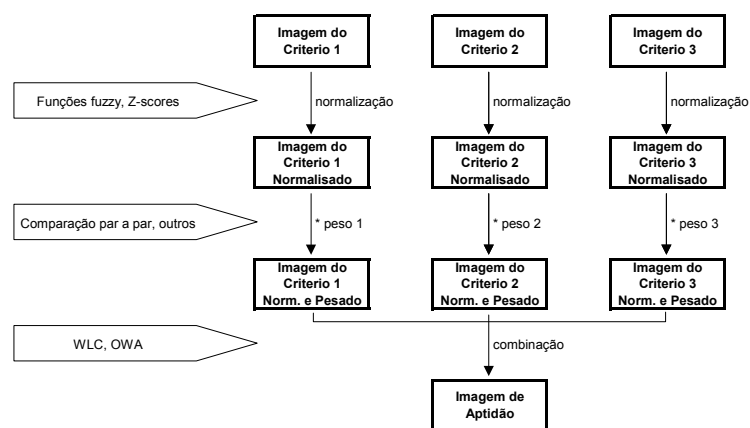 Imagem do
Criterio 1
Imagem do
Criterio 2
Imagem do
Criterio 3
Funções fuzzy, Z-scores
normalização
normalização
normalização
Imagem do
Criterio 1
Normalisado
Imagem do
Criterio 2
Normalisado
Imagem do
Criterio 3
Normalisado
Comparação par a par, outros
* peso 1
* peso 2
* peso 3
Imagem do
Criterio 1
Norm. e Pesado
Imagem do
Criterio 2
Norm. e Pesado
Imagem do
Criterio 3
Norm. e Pesado
WLC, OWA
combinação
Imagem de
Aptidão